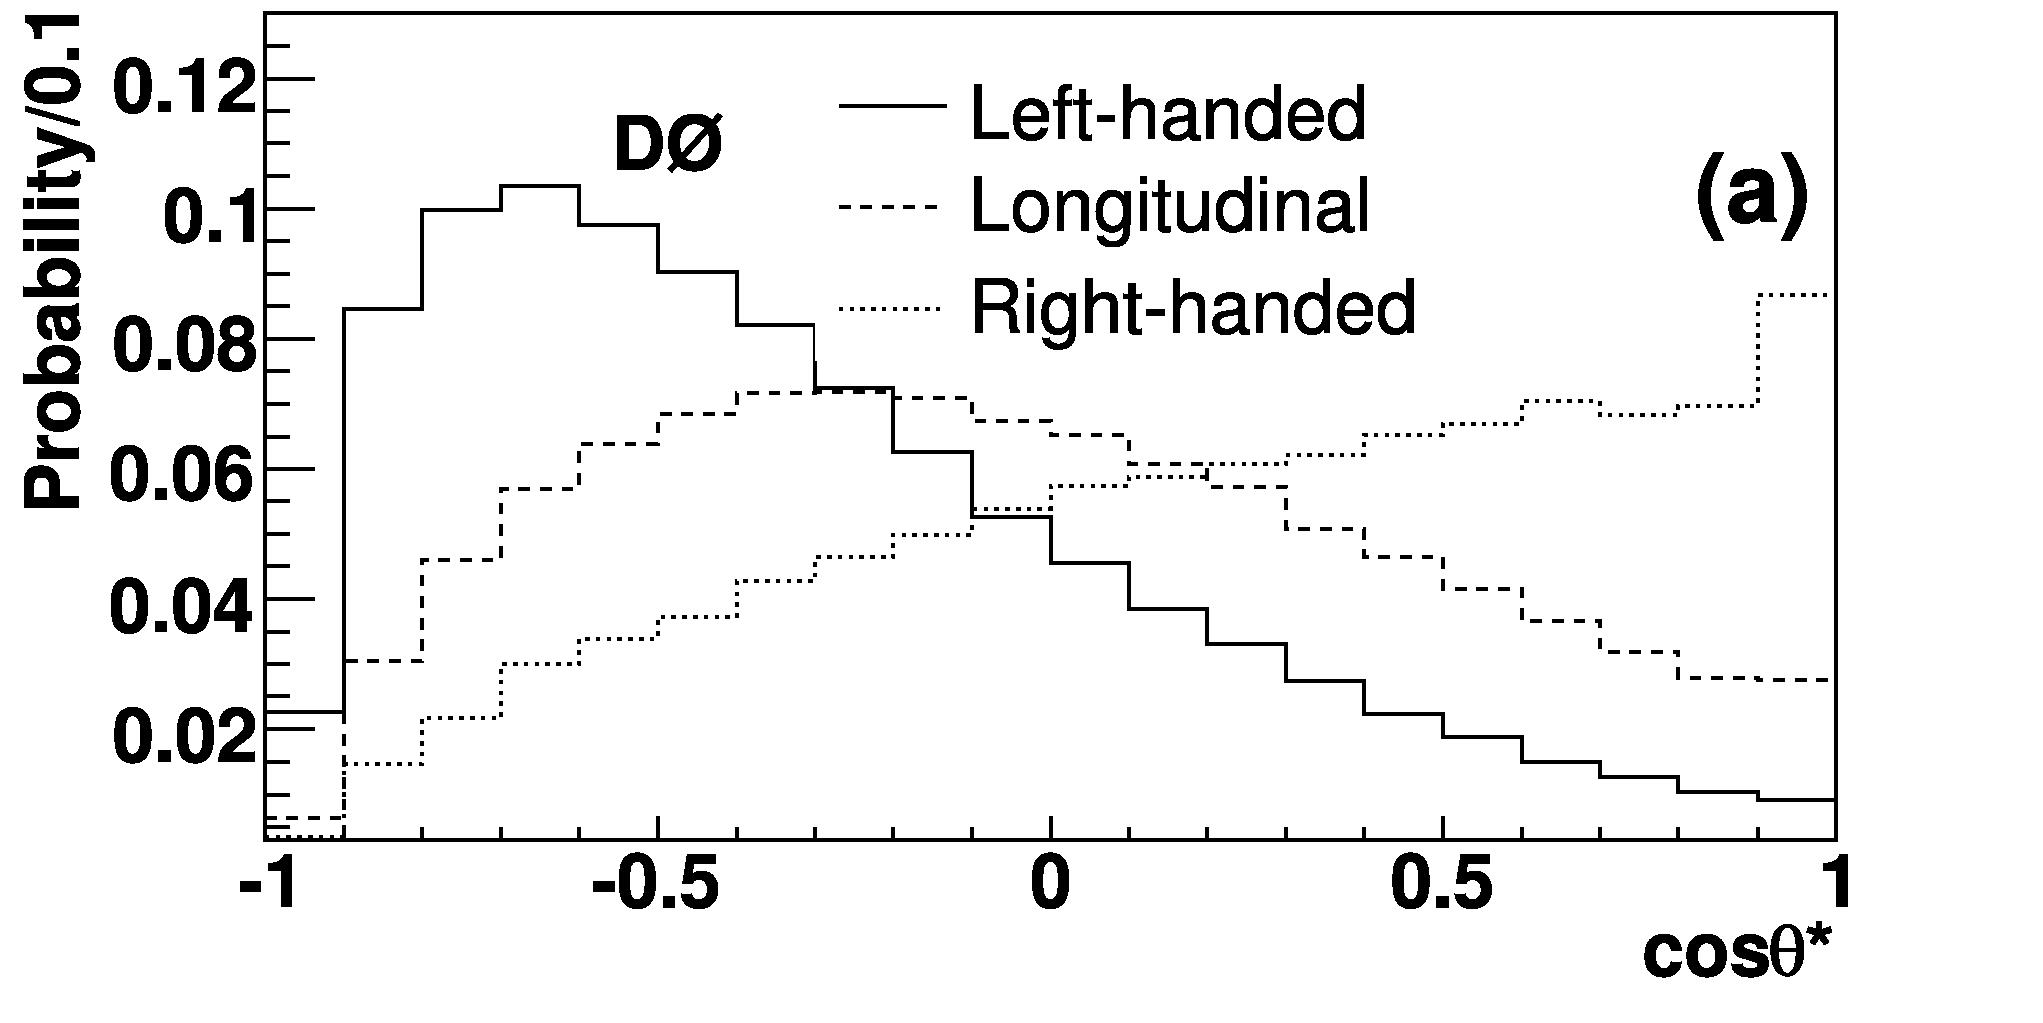 Probability/0.1
0.12
0.1
0.08
0.06
0.04
0.02
DØ
Left-handed
Longitudinal
Right-handed
(a)
-1 -0.5 0 0.5 1
cosθ*